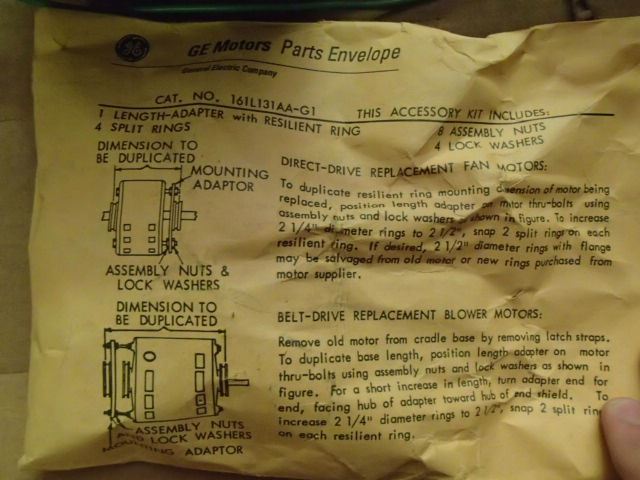 GE Motors Parts Envelope
General Electric Company
CAT. NO. 161L131AA-G1 THIS ACCESSORY KIT INCLUDES:
1 LENGTH-ADAPTER with RESILIENT RING 8 ASSEMBLY NUTS
4 SPLIT RINGS 4 LOCK WASHERS
DIMENSION TO
BE DUPLICATED
MOUNTING
ADAPTOR
ASSEMBLY NUTS &
LOCK WASHERS
DIRECT-DRIVE REPLACEMENT FAN MOTORS:
To duplicate resilient ring mounting dimension of motor being
replaced, position length adapter on motor thru-bolts using
assembly nuts and lock washers as shown in figure. To increase
2 1/4" diameter rings to 2 1/2", snap 2 split rings on each
resilient ring. If desired, 2 1/2" diameter rings with flange
may be salvaged from old motor or new rings purchased from
motor supplier.
DIMENSION TO
BE DUPLICATED
ASSEMBLY NUTS
AND LOCK WASHERS
MOUNTING ADAPTOR
BELT-DRIVE REPLACEMENT BLOWER MOTORS:
Remove old motor from cradle base by removing latch straps.
To duplicate base length, position length adapter on motor
thru-bolts using assembly nuts and lock washers as shown in
figure. For a short increase in length, turn adapter end for
end, facing hub of adapter toward hub of end shield. To
increase 2 1/4" diameter rings to 2 1/2", snap 2 split rings
on each resilient ring.